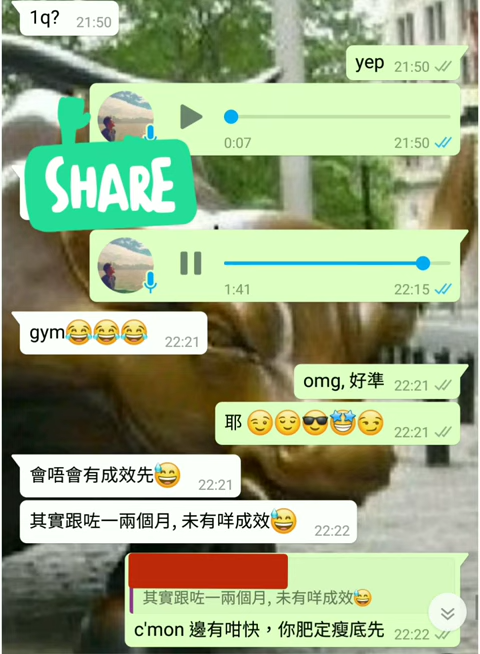 1q? 21:50
yep 21:50
0:07 21:50
SHARE
1:41 22:15
gym😂😂😂 22:21
omg, 好準 22:21
耶 😏😌😎🤩😏 22:21
會唔會有成效先😅 22:21
其實跟咗一兩個月, 未有咩成效😅 22:22
其實跟咗一兩個月, 未有咩成效😅
c'mon 邊有咁快，你肥定瘦底先 22:22